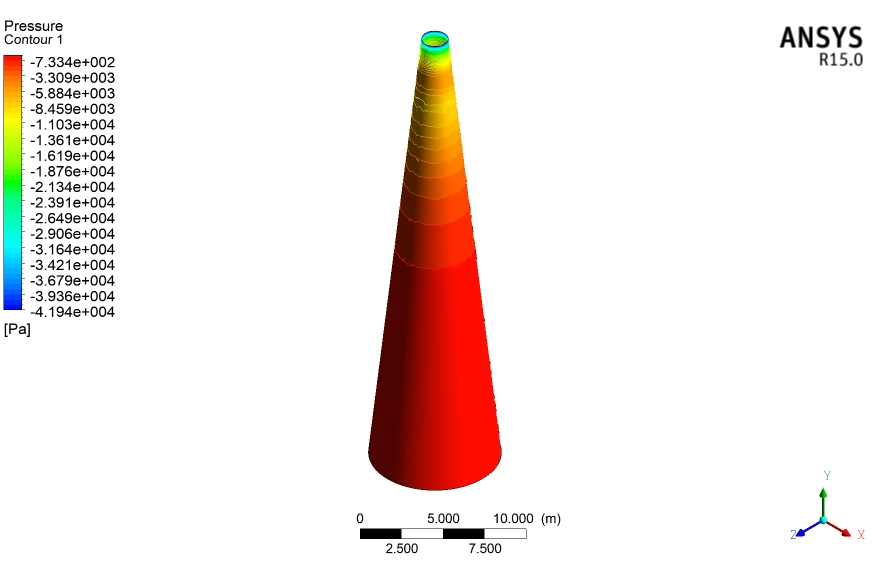 Pressure
Contour 1
-7.334e+002
-3.309e+003
-5.884e+003
-8.459e+003
-1.103e+004
-1.361e+004
-1.619e+004
-1.876e+004
-2.134e+004
-2.391e+004
-2.649e+004
-2.906e+004
-3.164e+004
-3.421e+004
-3.679e+004
-3.936e+004
-4.194e+004
[Pa]
ANSYS
R15.0
0 5.000 10.000 (m)
2.500 7.500
Y
Z X